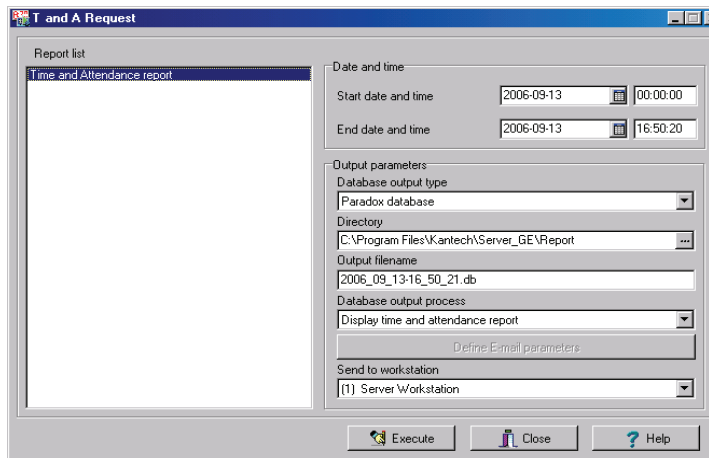 T and A Request
Report list
Time and Attendance report
Date and time
Start date and time 2006-09-13 00:00:00
End date and time 2006-09-13 16:50:20
Output parameters
Database output type
Paradox database
Directory
C:\Program Files\Kantech\Server_GE\Report
...
Output filename
2006_09_13-16_50_21.db
Database output process
Display time and attendance report
Define E-mail parameters
Send to workstation
(1) Server Workstation
Execute Close ? Help